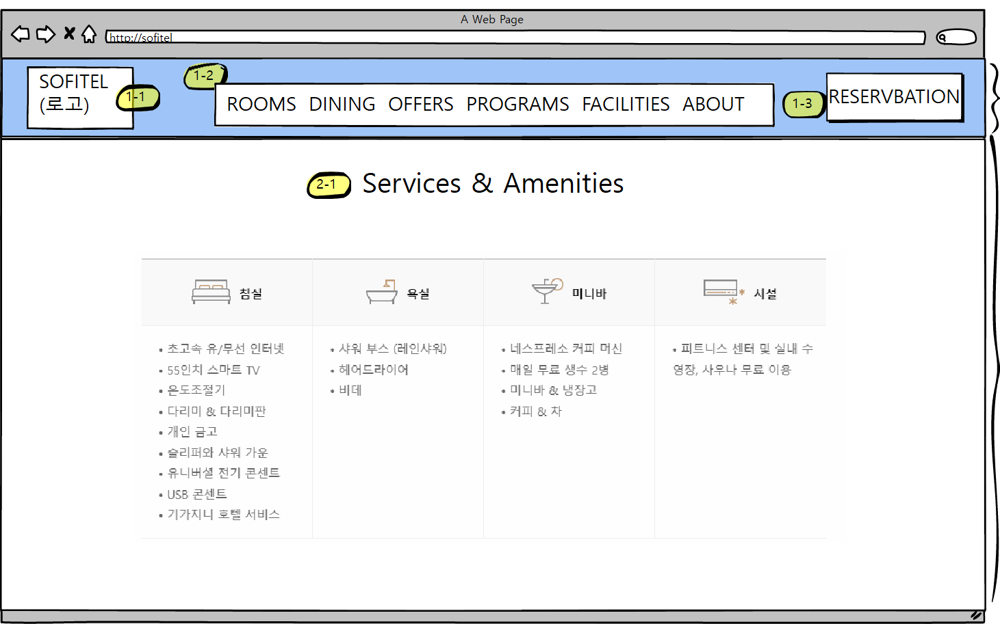 A Web Page
http://sofitel
SOFITEL
(로고)
1-1
1-2
ROOMS DINING OFFERS PROGRAMS FACILITIES ABOUT
1-3
RESERVBATION
2-1
Services & Amenities
침실
욕실
미니바
시설
• 초고속 유/무선 인터넷
• 55인치 스마트 TV
• 온도조절기
• 다리미 & 다리미판
• 개인 금고
• 슬리퍼와 샤워 가운
• 유니버셜 전기 콘센트
• USB 콘센트
• 기가지니 호텔 서비스
• 샤워 부스 (레인샤워)
• 헤어드라이어
• 비데
• 네스프레소 커피 머신
• 매일 무료 생수 2병
• 미니바 & 냉장고
• 커피 & 차
• 피트니스 센터 및 실내 수
영장, 사우나 무료 이용